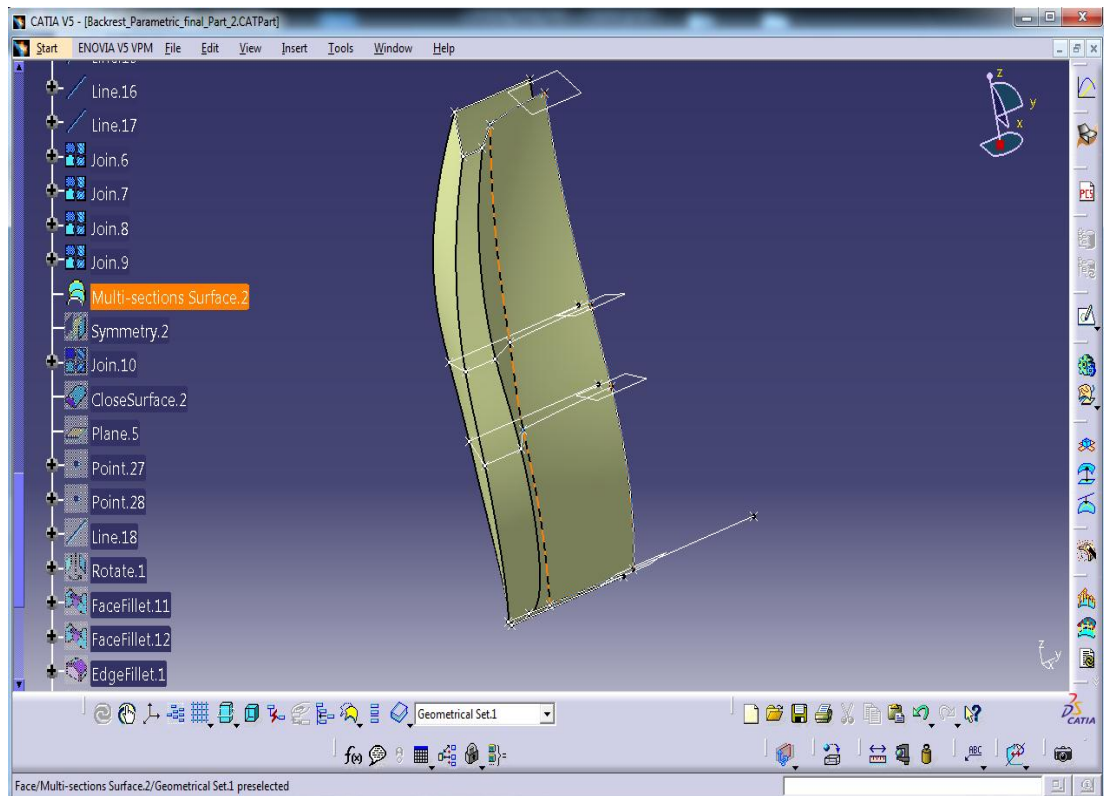 CATIA V5 - [Backrest_Parametric_final_Part_2.CATPart]
Start ENOVIA V5 VPM File Edit View Insert Tools Window Help
Line.16
Line.17
Join.6
Join.7
Join.8
Join.9
Multi-sections Surface.2
Symmetry.2
Join.10
CloseSurface.2
Plane.5
Point.27
Point.28
Line.18
Rotate.1
FaceFillet.11
FaceFillet.12
EdgeFillet.1
z
y
x
PCS
z
y
Geometrical Set.1
CATIA
f(x)
ABC
Face/Multi-sections Surface.2/Geometrical Set.1 preselected